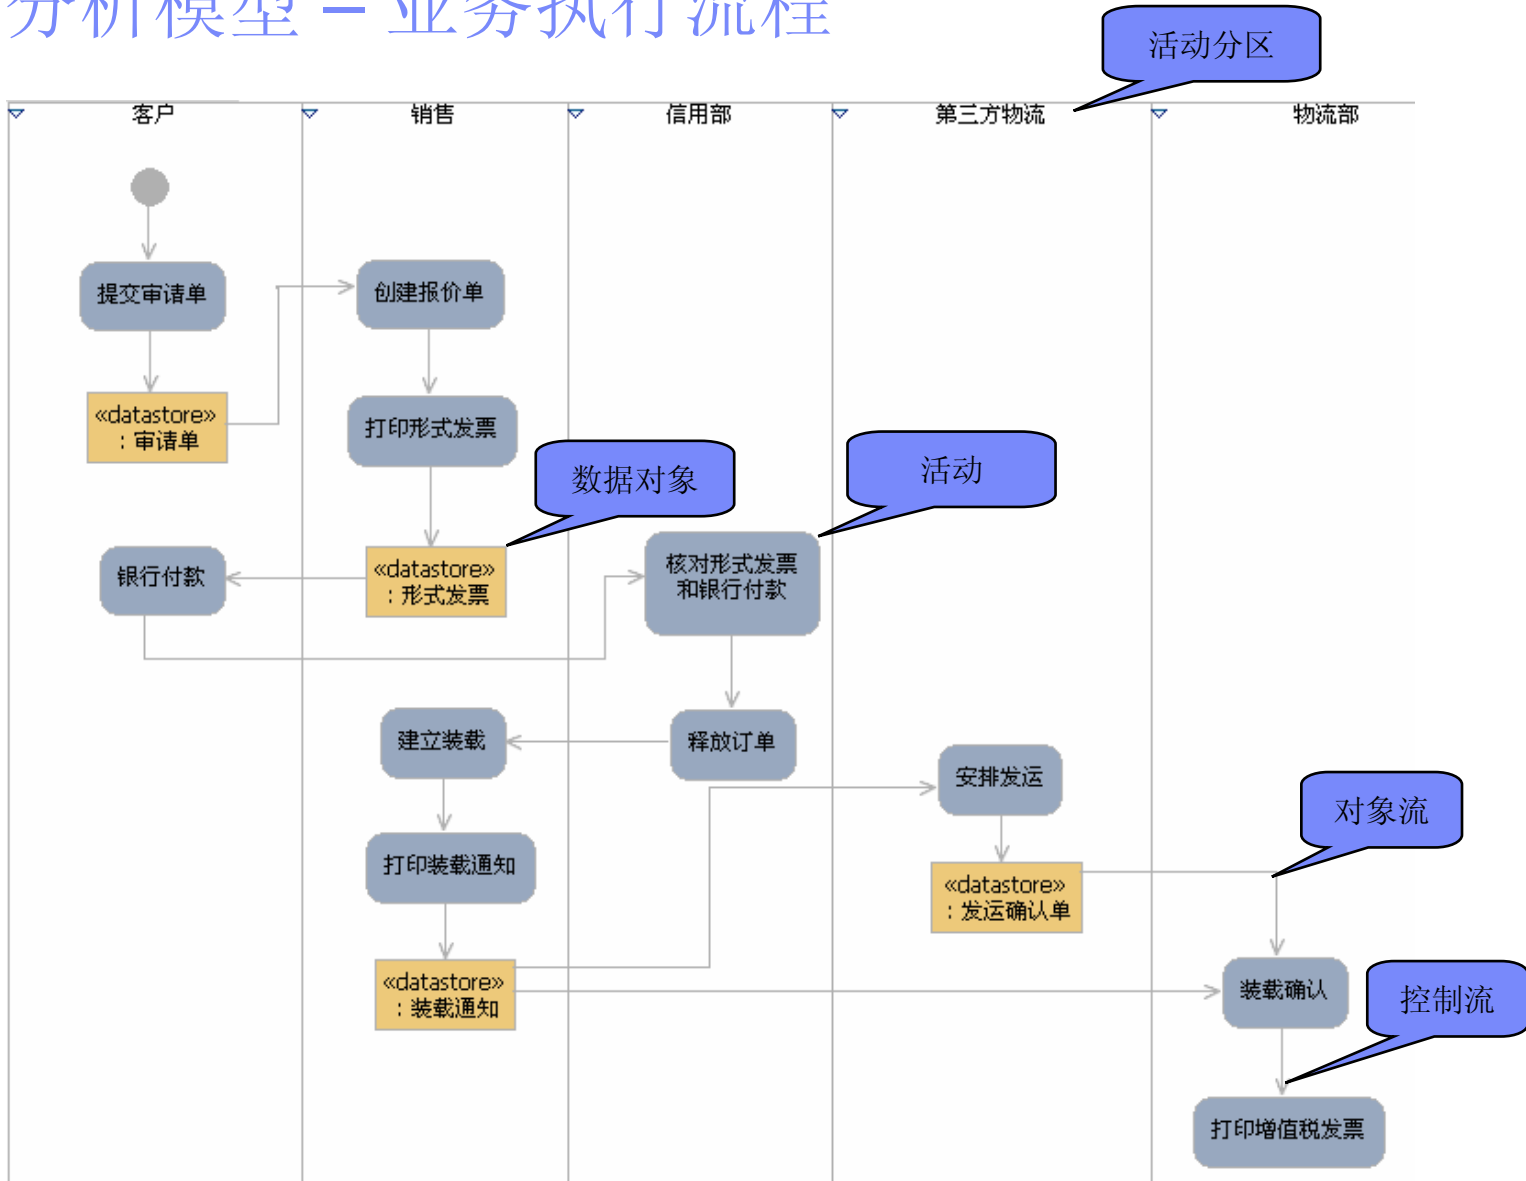 分析模型 – 业务执行流程
活动分区
客户
销售
信用部
第三方物流
物流部
提交审请单
创建报价单
«datastore»
: 审请单
打印形式发票
数据对象
活动
银行付款
«datastore»
: 形式发票
核对形式发票
和银行付款
建立装载
释放订单
安排发运
对象流
打印装载通知
«datastore»
: 发运确认单
«datastore»
: 装载通知
装载确认
控制流
打印增值税发票